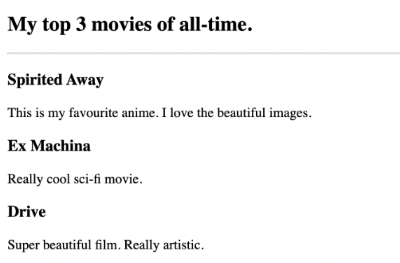 My top 3 movies of all-time.
Spirited Away
This is my favourite anime. I love the beautiful images.
Ex Machina
Really cool sci-fi movie.
Drive
Super beautiful film. Really artistic.